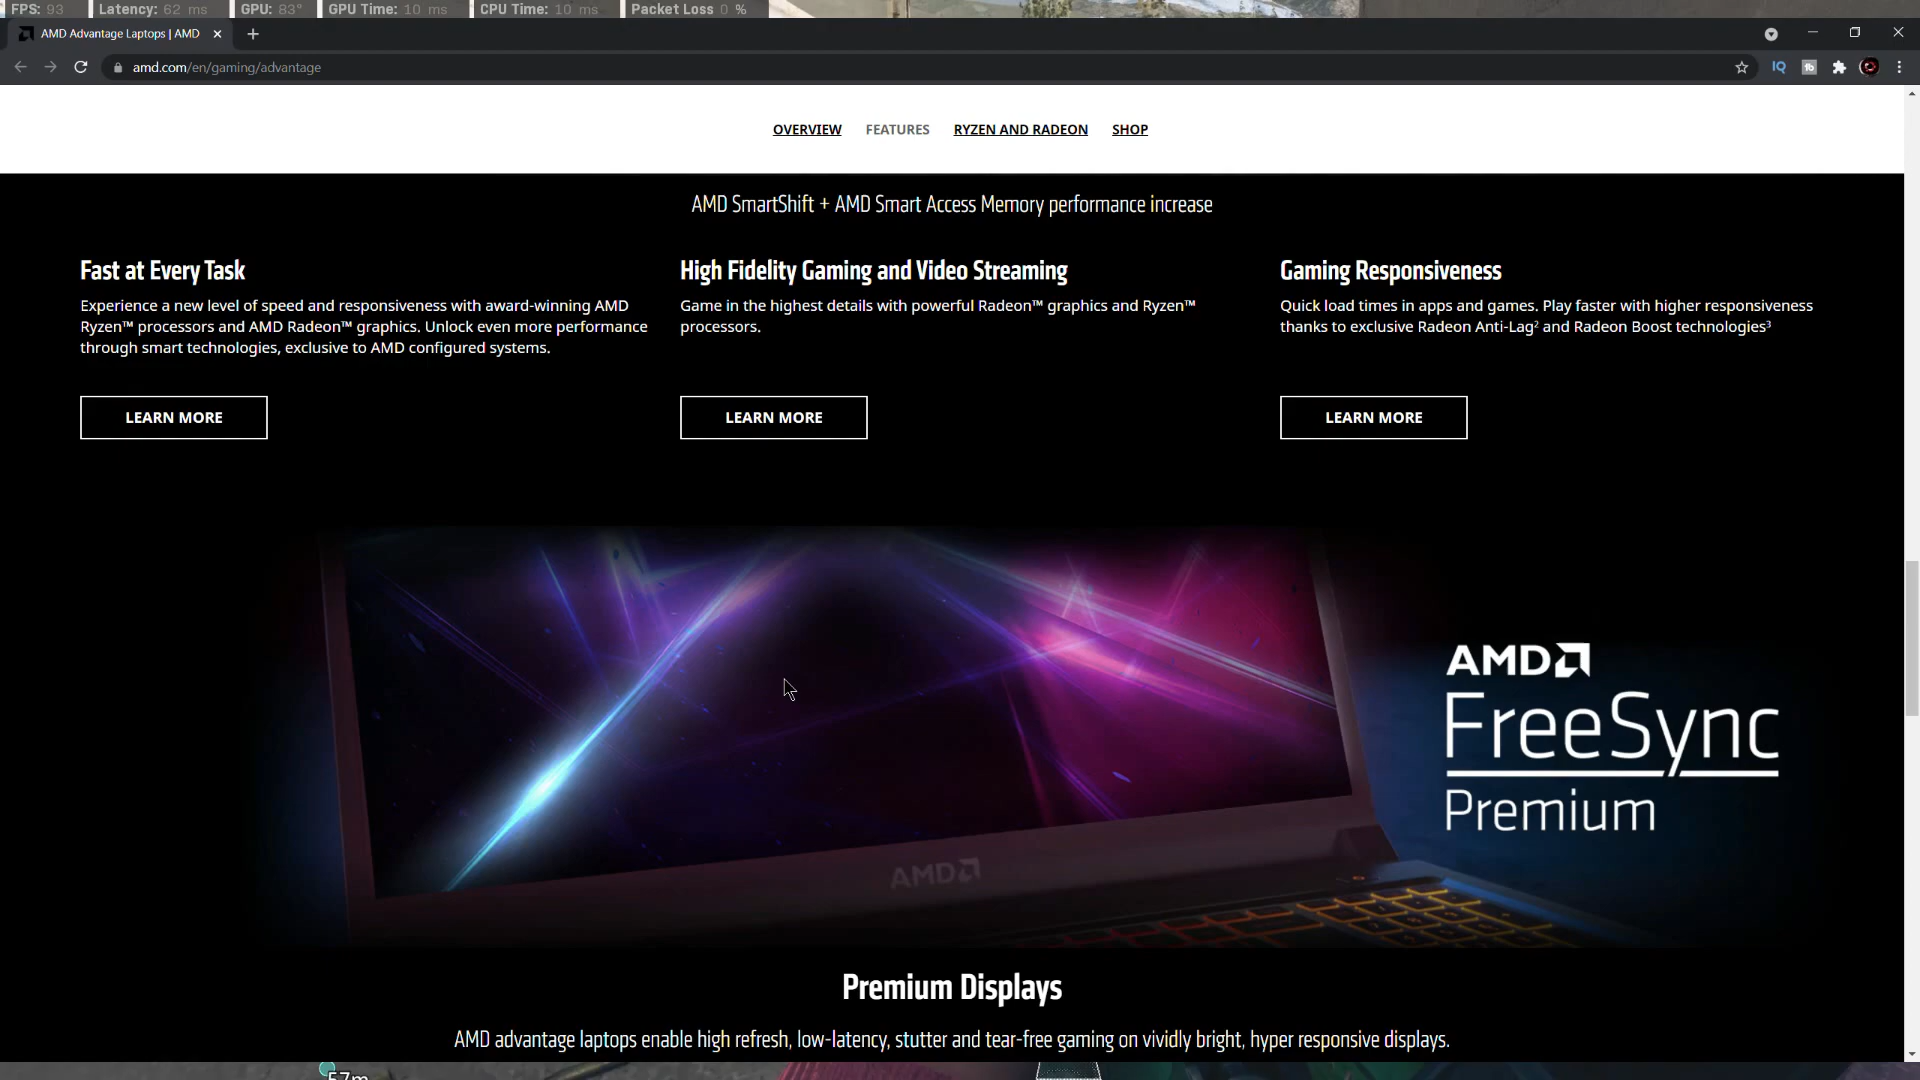 FPS: 93 Latency: 62 ms GPU: 83° GPU Time: 10 ms CPU Time: 10 ms Packet Loss 0 %
AMD Advantage Laptops | AMD
amd.com/en/gaming/advantage
IQ
tb
OVERVIEW FEATURES RYZEN AND RADEON SHOP
AMD SmartShift + AMD Smart Access Memory performance increase
Fast at Every Task
Experience a new level of speed and responsiveness with award-winning AMD
Ryzen™ processors and AMD Radeon™ graphics. Unlock even more performance
through smart technologies, exclusive to AMD configured systems.
LEARN MORE
High Fidelity Gaming and Video Streaming
Game in the highest details with powerful Radeon™ graphics and Ryzen™
processors.
LEARN MORE
Gaming Responsiveness
Quick load times in apps and games. Play faster with higher responsiveness
thanks to exclusive Radeon Anti-Lag² and Radeon Boost technologies³
LEARN MORE
AMD
FreeSync
Premium
AMD
Premium Displays
AMD advantage laptops enable high refresh, low-latency, stutter and tear-free gaming on vividly bright, hyper responsive displays.
57m